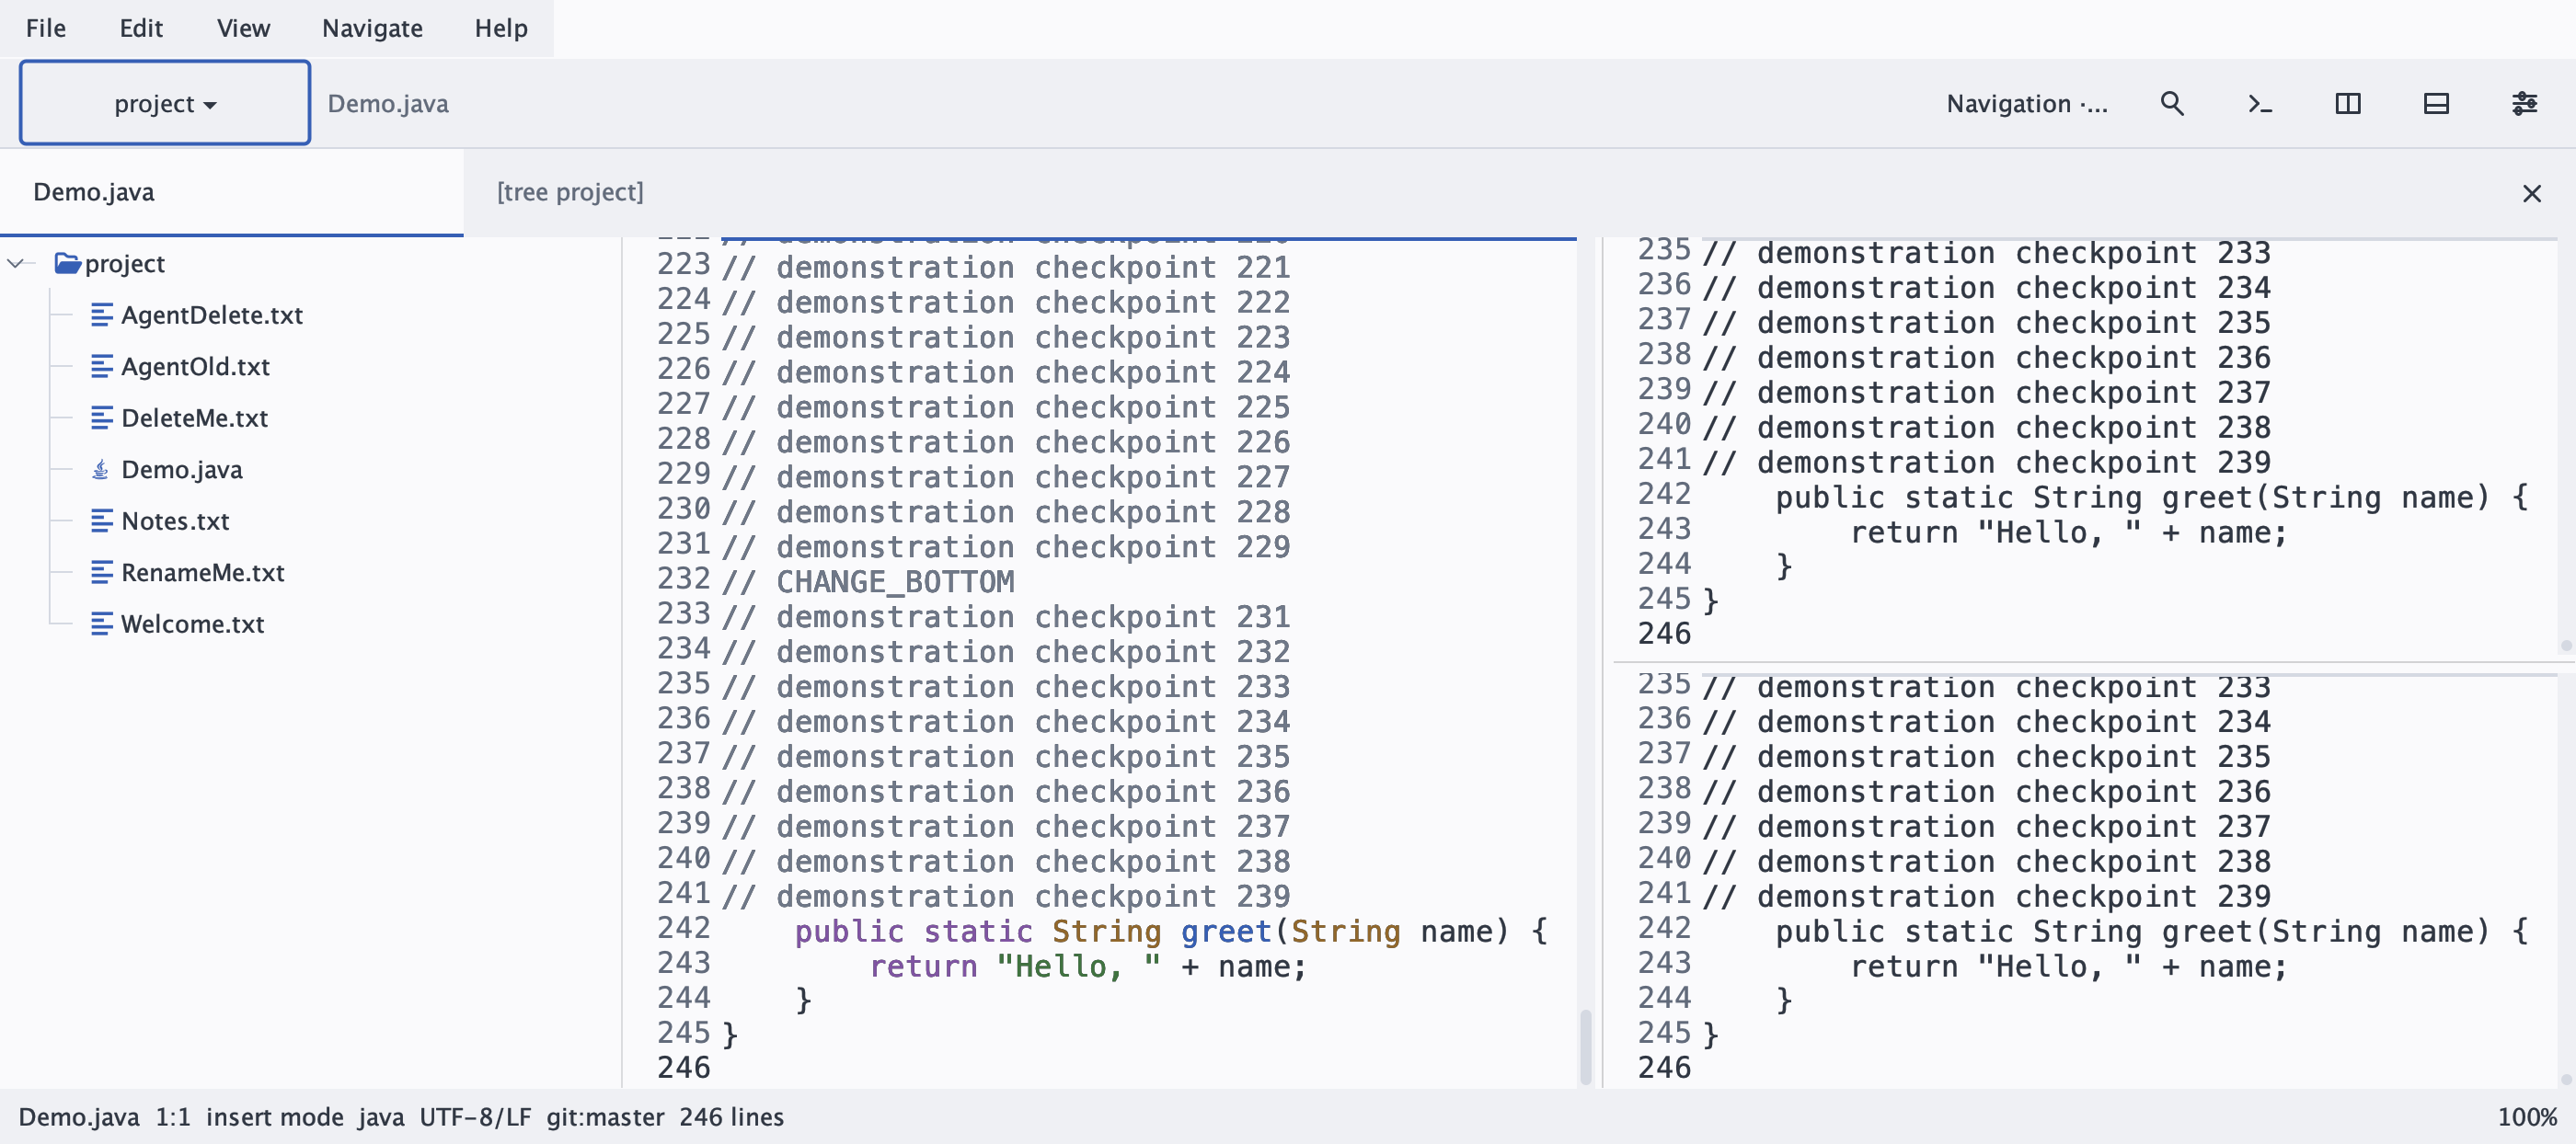 File Edit View Navigate Help
project Demo.java Navigation ·...
Demo.java [tree project]
project
AgentDelete.txt
AgentOld.txt
DeleteMe.txt
Demo.java
Notes.txt
RenameMe.txt
Welcome.txt
223 // demonstration checkpoint 221
224 // demonstration checkpoint 222
225 // demonstration checkpoint 223
226 // demonstration checkpoint 224
227 // demonstration checkpoint 225
228 // demonstration checkpoint 226
229 // demonstration checkpoint 227
230 // demonstration checkpoint 228
231 // demonstration checkpoint 229
232 // CHANGE_BOTTOM
233 // demonstration checkpoint 231
234 // demonstration checkpoint 232
235 // demonstration checkpoint 233
236 // demonstration checkpoint 234
237 // demonstration checkpoint 235
238 // demonstration checkpoint 236
239 // demonstration checkpoint 237
240 // demonstration checkpoint 238
241 // demonstration checkpoint 239
242     public static String greet(String name) {
243         return "Hello, " + name;
244     }
245 }
246
235 // demonstration checkpoint 233
236 // demonstration checkpoint 234
237 // demonstration checkpoint 235
238 // demonstration checkpoint 236
239 // demonstration checkpoint 237
240 // demonstration checkpoint 238
241 // demonstration checkpoint 239
242     public static String greet(String name) {
243         return "Hello, " + name;
244     }
245 }
246
235 // demonstration checkpoint 233
236 // demonstration checkpoint 234
237 // demonstration checkpoint 235
238 // demonstration checkpoint 236
239 // demonstration checkpoint 237
240 // demonstration checkpoint 238
241 // demonstration checkpoint 239
242     public static String greet(String name) {
243         return "Hello, " + name;
244     }
245 }
246
Demo.java 1:1 insert mode java UTF-8/LF git:master 246 lines 100%